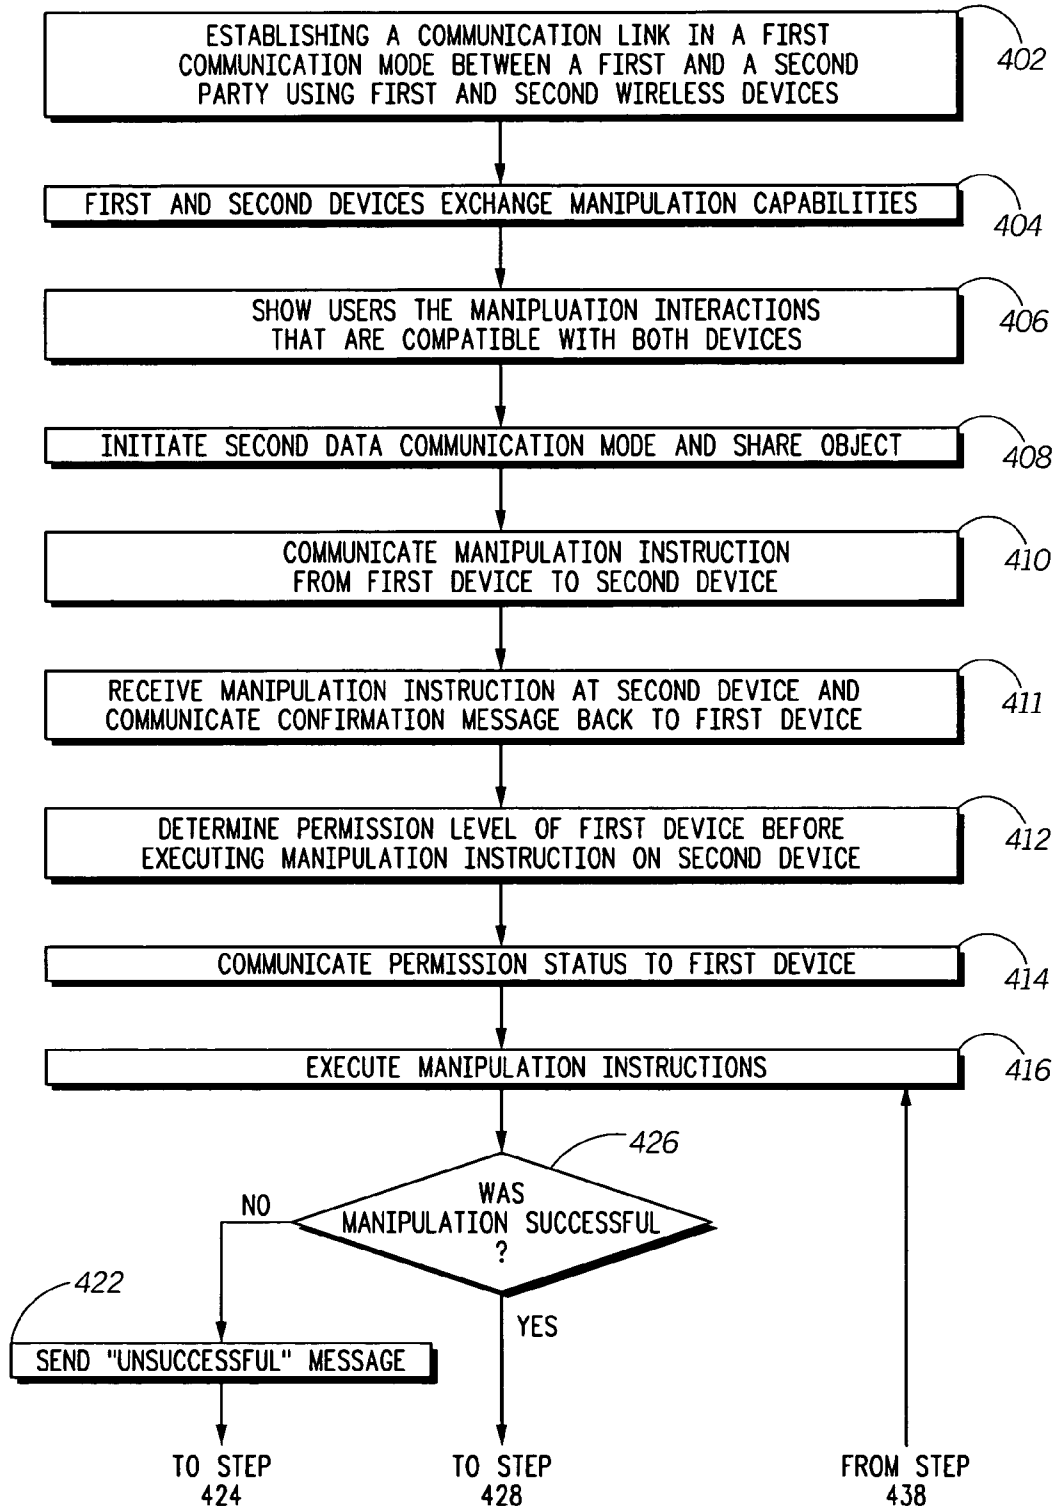 ESTABLISHING A COMMUNICATION LINK IN A FIRST
COMMUNICATION MODE BETWEEN A FIRST AND A SECOND
PARTY USING FIRST AND SECOND WIRELESS DEVICES
402
FIRST AND SECOND DEVICES EXCHANGE MANIPULATION CAPABILITIES
404
SHOW USERS THE MANIPLUATION INTERACTIONS
THAT ARE COMPATIBLE WITH BOTH DEVICES
406
INITIATE SECOND DATA COMMUNICATION MODE AND SHARE OBJECT
408
COMMUNICATE MANIPULATION INSTRUCTION
FROM FIRST DEVICE TO SECOND DEVICE
410
RECEIVE MANIPULATION INSTRUCTION AT SECOND DEVICE AND
COMMUNICATE CONFIRMATION MESSAGE BACK TO FIRST DEVICE
411
DETERMINE PERMISSION LEVEL OF FIRST DEVICE BEFORE
EXECUTING MANIPULATION INSTRUCTION ON SECOND DEVICE
412
COMMUNICATE PERMISSION STATUS TO FIRST DEVICE
414
EXECUTE MANIPULATION INSTRUCTIONS
416
426
WAS
MANIPULATION SUCCESSFUL
?
NO
YES
422
SEND "UNSUCCESSFUL" MESSAGE
TO STEP
424
TO STEP
428
FROM STEP
438